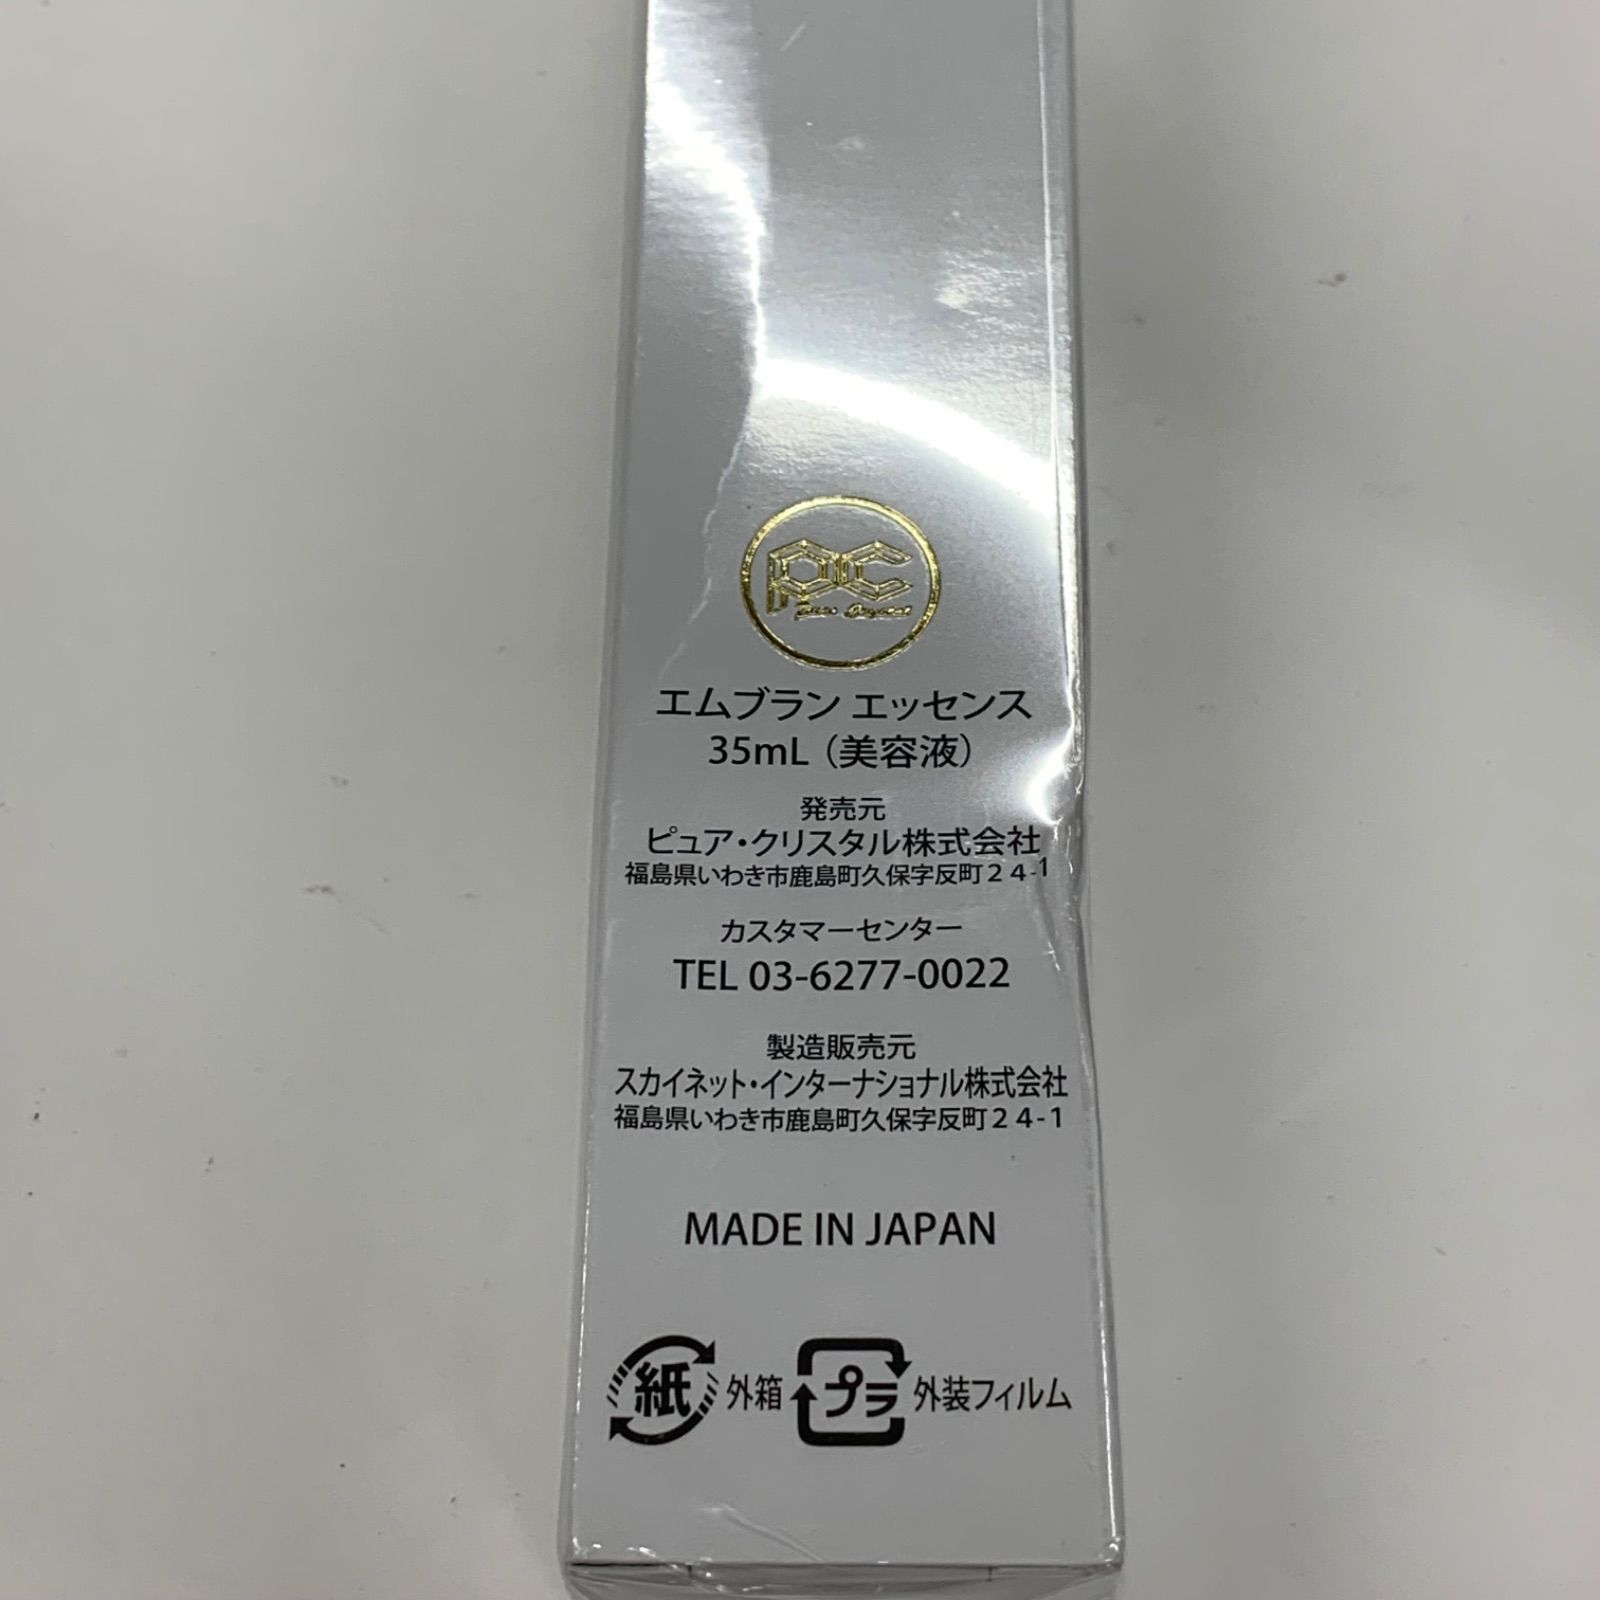 PC
エムブラン エッセンス
35mL（美容液）
発売元
ピュア・クリスタル株式会社
福島県いわき市鹿島町久保字反町２４-１
カスタマーセンター
TEL 03-6277-0022
製造販売元
スカイネット・インターナショナル株式会社
福島県いわき市鹿島町久保字反町２４-１
MADE IN JAPAN
紙 外箱 プラ 外装フィルム